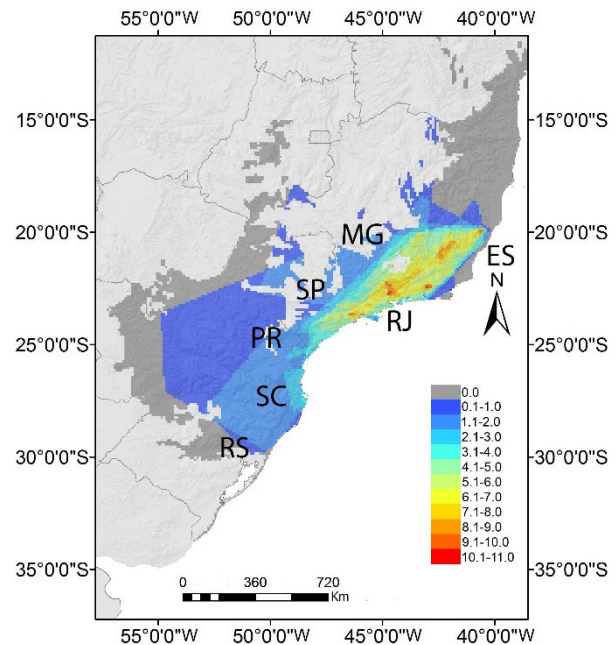 55°0'0"W 50°0'0"W 45°0'0"W 40°0'0"W
15°0'0"S 15°0'0"S
20°0'0"S 20°0'0"S
MG
ES
SP
N
RJ
25°0'0"S 25°0'0"S
PR
SC
RS
0.0
0.1-1.0
1.1-2.0
2.1-3.0
3.1-4.0
4.1-5.0
5.1-6.0
6.1-7.0
7.1-8.0
8.1-9.0
9.1-10.0
10.1-11.0
30°0'0"S 30°0'0"S
35°0'0"S 35°0'0"S
0 360 720
Km
55°0'0"W 50°0'0"W 45°0'0"W 40°0'0"W